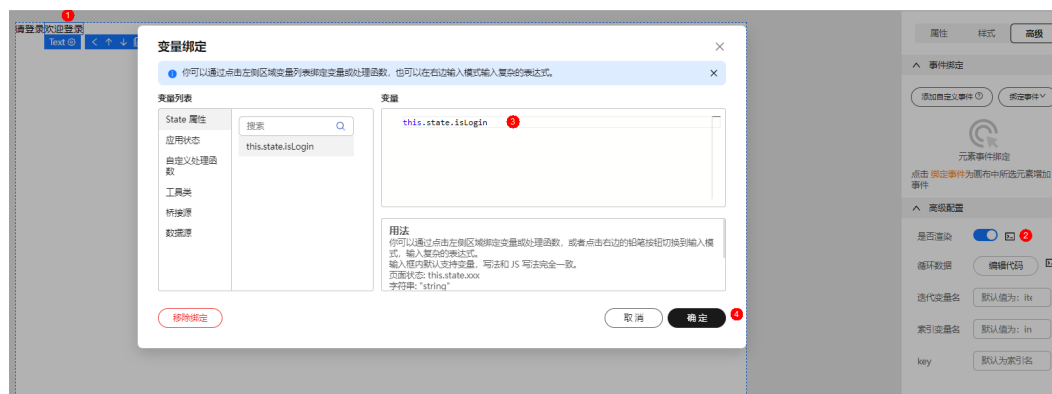 1
请登录欢迎登录
Text
变量绑定
你可以通过点击左侧区域变量列表绑定变量或处理函数，也可以在右边输入模式输入复杂的表达式。
变量列表
State 属性
应用状态
自定义处理函
数
工具类
桥接源
数据源
搜索
this.state.isLogin
变量
this.state.isLogin 3
用法
你可以通过点击左侧区域绑定变量或处理函数，或者点击右边的铅笔按钮切换到输入模
式，输入复杂的表达式。
输入框内默认支持变量，写法和 JS 写法完全一致。
页面状态: this.state.xxx
字符串: "string"
移除绑定
取消
确定 4
属性 样式 高级
事件绑定
添加自定义事件 绑定事件
元素事件绑定
点击 绑定事件为画布中所选元素增加
事件
高级配置
是否渲染 2
循环数据 编辑代码
迭代变量名 默认值为: ite
索引变量名 默认值为: in
key 默认为索引名